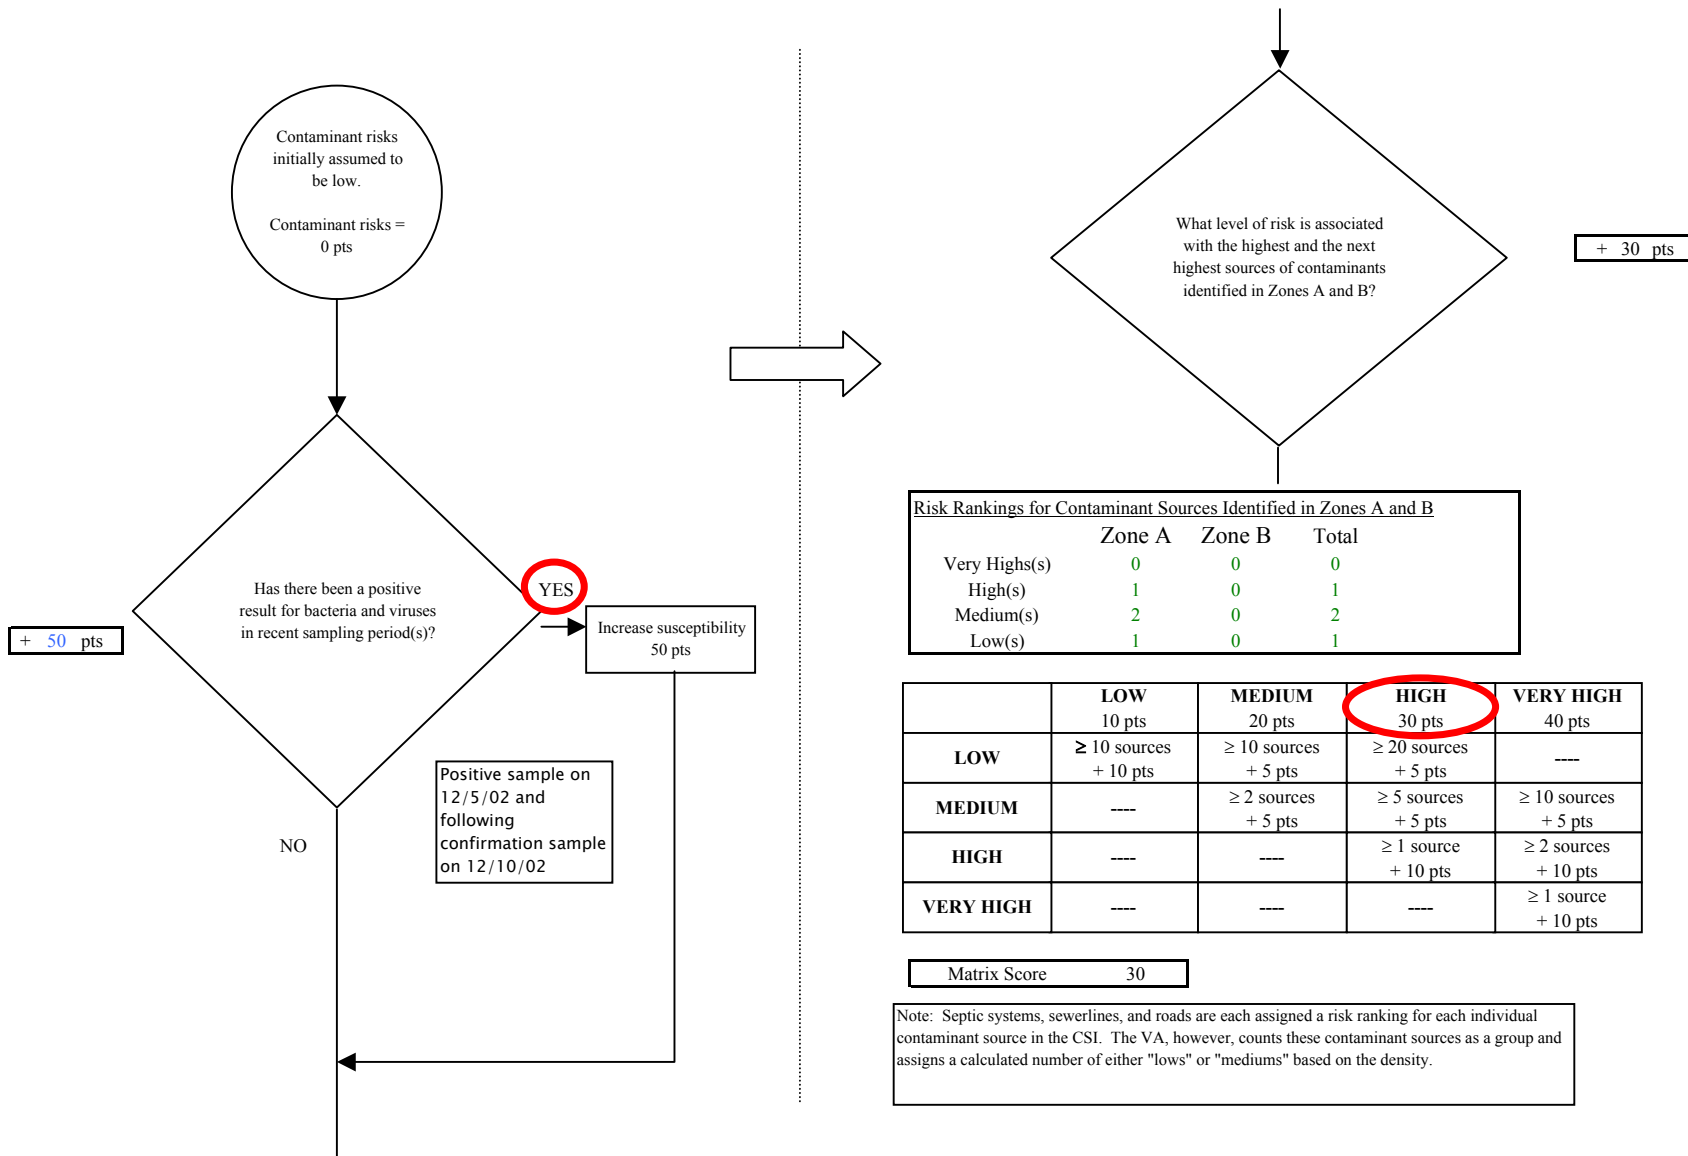 Contaminant risks
initially assumed to
be low.
Contaminant risks =
0 pts
Has there been a positive
result for bacteria and viruses
in recent sampling period(s)?
YES
+ 50 pts
Increase susceptibility
50 pts
Positive sample on
12/5/02 and
following
confirmation sample
on 12/10/02
NO
What level of risk is associated
with the highest and the next
highest sources of contaminants
identified in Zones A and B?
+ 30 pts
Risk Rankings for Contaminant Sources Identified in Zones A and B
Zone A Zone B Total
Very Highs(s) 0 0 0
High(s) 1 0 1
Medium(s) 2 0 2
Low(s) 1 0 1
LOW MEDIUM HIGH VERY HIGH
10 pts 20 pts 30 pts 40 pts
LOW ≥ 10 sources ≥ 10 sources ≥ 20 sources ----
+ 10 pts + 5 pts + 5 pts
MEDIUM ---- ≥ 2 sources ≥ 5 sources ≥ 10 sources
+ 5 pts + 5 pts + 5 pts
HIGH ---- ---- ≥ 1 source ≥ 2 sources
+ 10 pts + 10 pts
VERY HIGH ---- ---- ---- ≥ 1 source
+ 10 pts
Matrix Score 30
Note: Septic systems, sewerlines, and roads are each assigned a risk ranking for each individual
contaminant source in the CSI. The VA, however, counts these contaminant sources as a group and
assigns a calculated number of either "lows" or "mediums" based on the density.